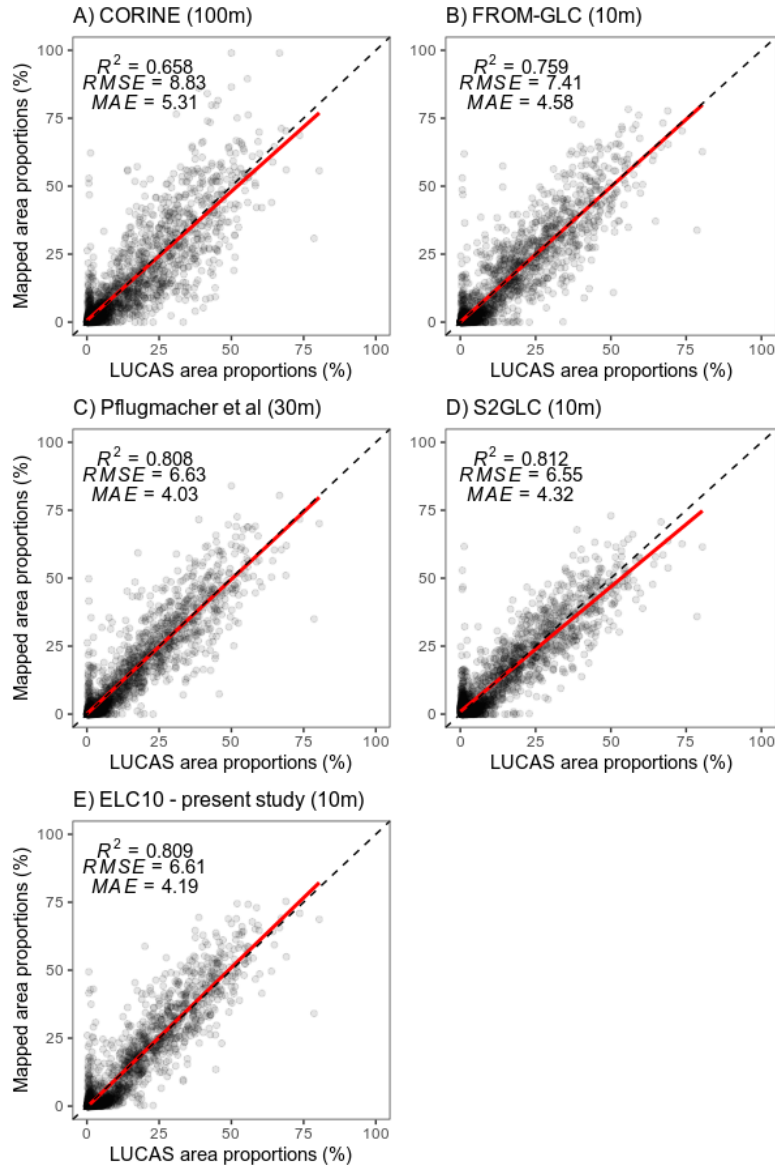 A) CORINE (100m)
R² = 0.658
RMSE = 8.83
MAE = 5.31
100
75
50
25
0
Mapped area proportions (%)
0 25 50 75 100
LUCAS area proportions (%)
B) FROM-GLC (10m)
R² = 0.759
RMSE = 7.41
MAE = 4.58
100
75
50
25
0
Mapped area proportions (%)
0 25 50 75 100
LUCAS area proportions (%)
C) Pflugmacher et al (30m)
R² = 0.808
RMSE = 6.63
MAE = 4.03
100
75
50
25
0
Mapped area proportions (%)
0 25 50 75 100
LUCAS area proportions (%)
D) S2GLC (10m)
R² = 0.812
RMSE = 6.55
MAE = 4.32
100
75
50
25
0
Mapped area proportions (%)
0 25 50 75 100
LUCAS area proportions (%)
E) ELC10 - present study (10m)
R² = 0.809
RMSE = 6.61
MAE = 4.19
100
75
50
25
0
Mapped area proportions (%)
0 25 50 75 100
LUCAS area proportions (%)